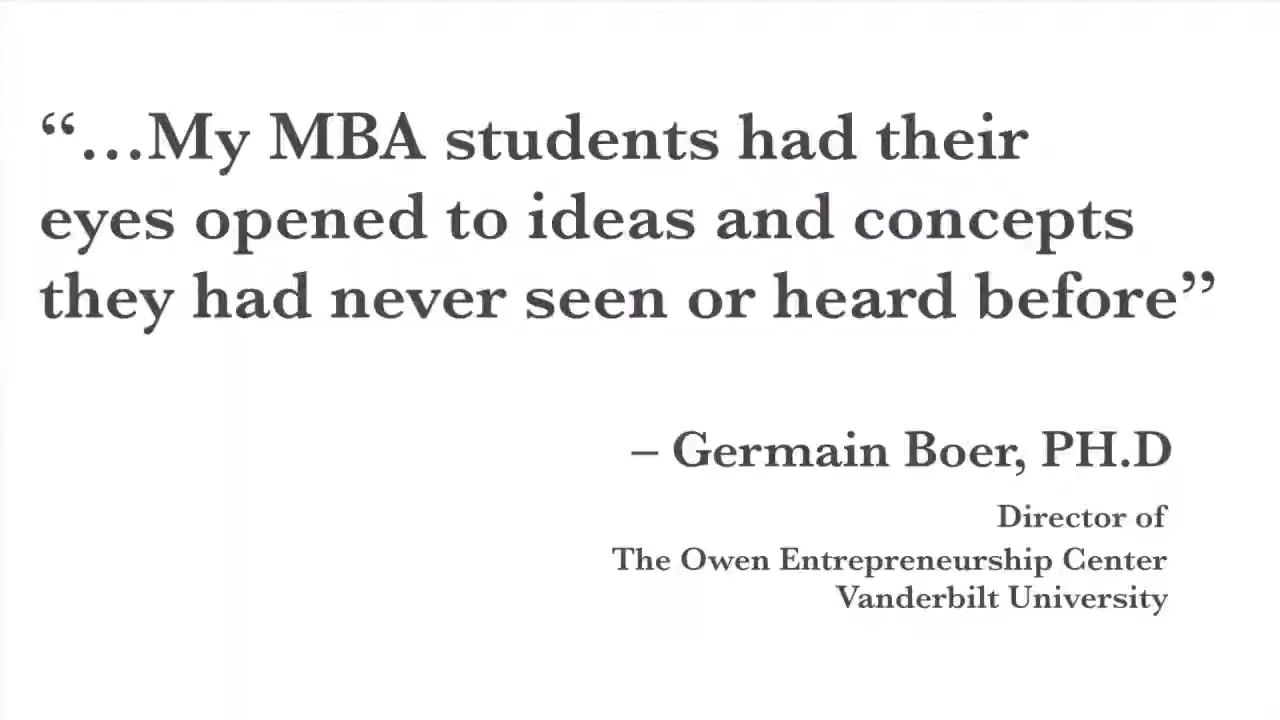 “…My MBA students had their
eyes opened to ideas and concepts
they had never seen or heard before”
– Germain Boer, PH.D
Director of
The Owen Entrepreneurship Center
Vanderbilt University